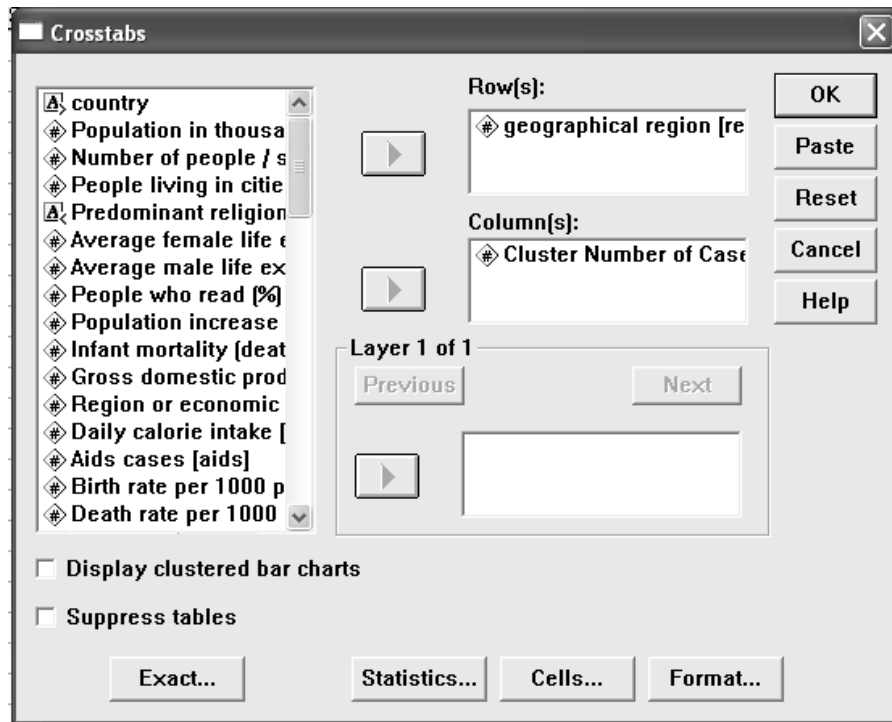 Crosstabs
country
Population in thousa
Number of people / s
People living in citie
Predominant religion
Average female life e
Average male life ex
People who read (%)
Population increase
Infant mortality (deat
Gross domestic prod
Region or economic
Daily calorie intake [
Aids cases [aids]
Birth rate per 1000 p
Death rate per 1000
Row(s):
geographical region [re
Column(s):
Cluster Number of Case
Layer 1 of 1
Previous
Next
OK
Paste
Reset
Cancel
Help
Display clustered bar charts
Suppress tables
Exact...
Statistics...
Cells...
Format...